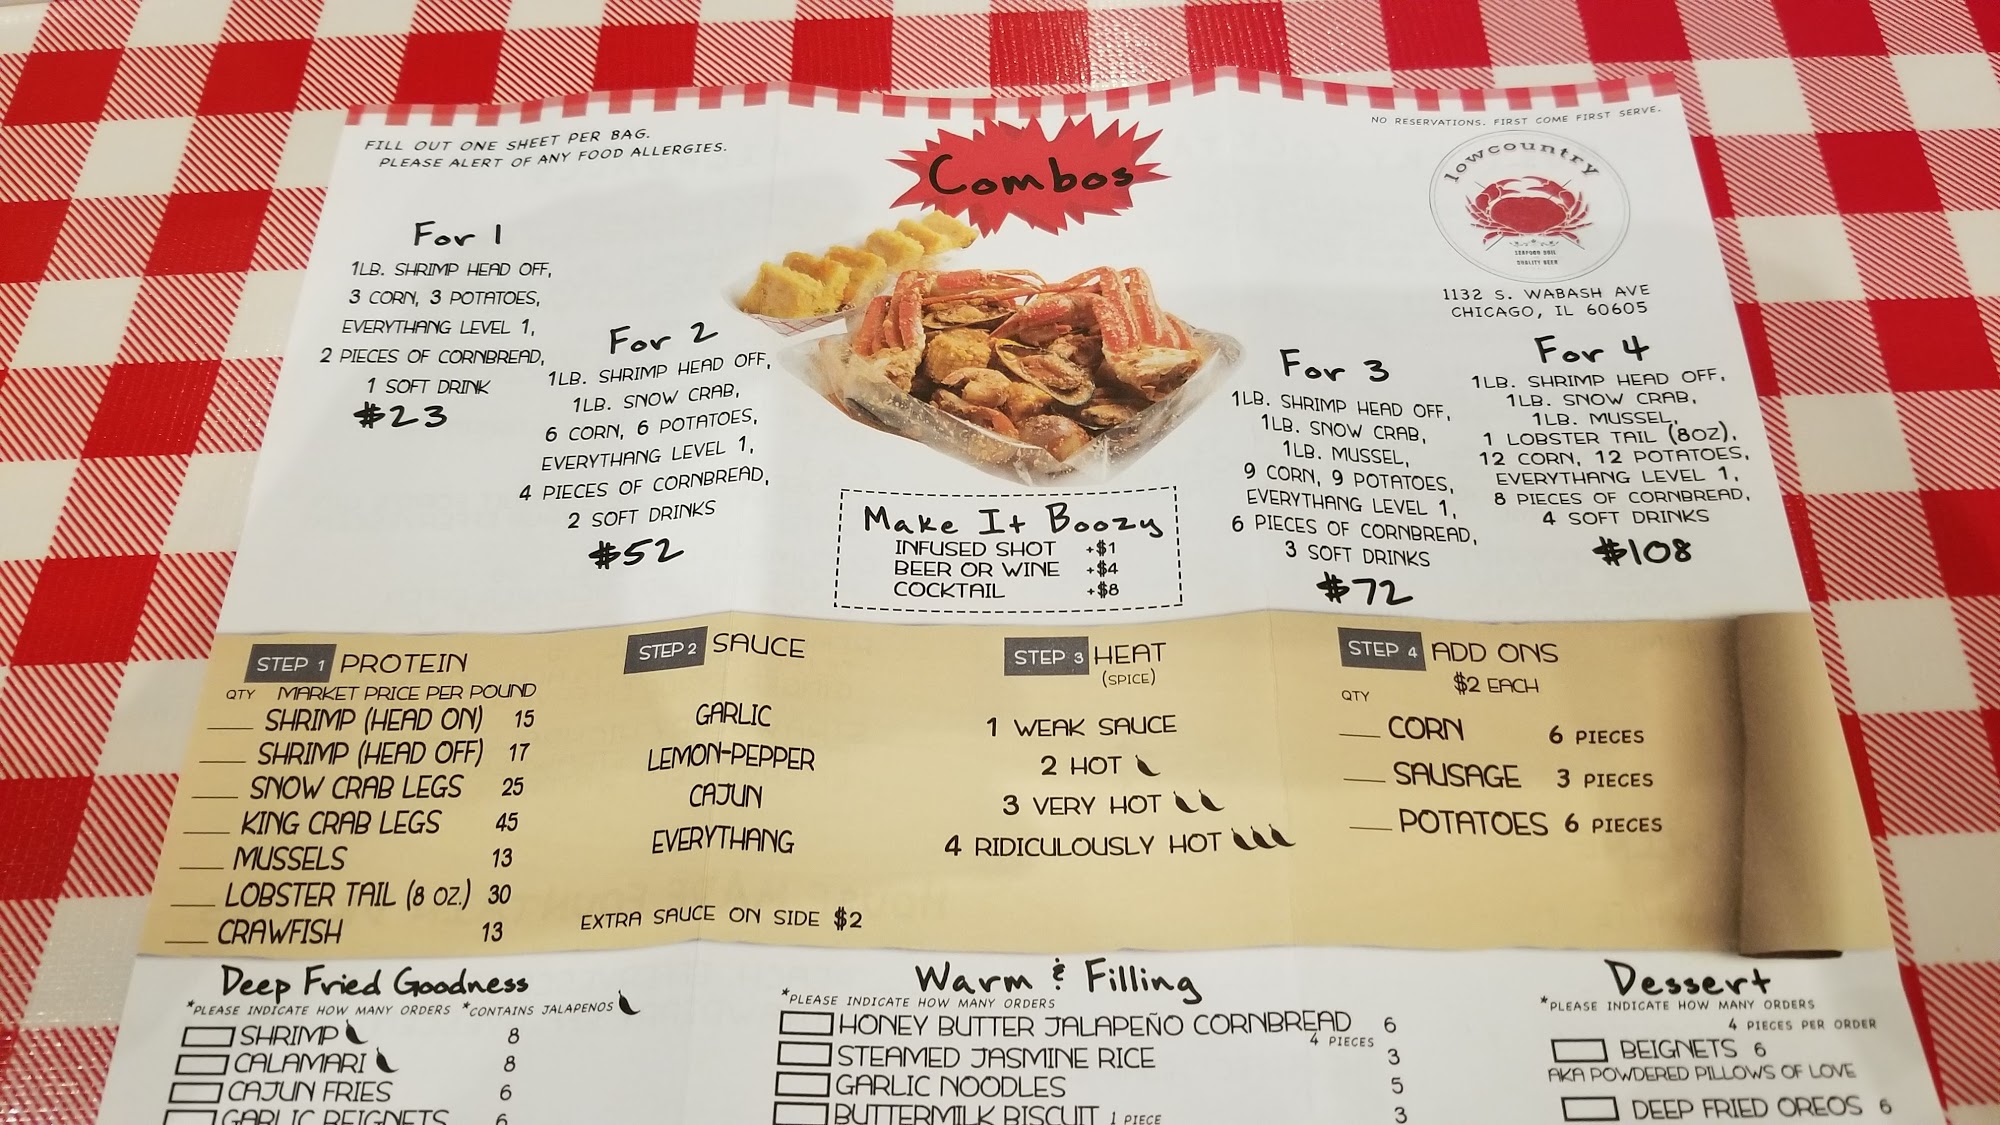 FILL OUT ONE SHEET PER BAG.
PLEASE ALERT OF ANY FOOD ALLERGIES.
Combos
NO RESERVATIONS. FIRST COME FIRST SERVE.
lowcountry
SEAFOOD BOIL
QUALITY BEER
1132 S. WABASH AVE
CHICAGO, IL 60605
For 1
1LB. SHRIMP HEAD OFF,
3 CORN, 3 POTATOES,
EVERYTHANG LEVEL 1,
2 PIECES OF CORNBREAD,
1 SOFT DRINK
$23
For 2
1LB. SHRIMP HEAD OFF,
1LB. SNOW CRAB,
6 CORN, 6 POTATOES,
EVERYTHANG LEVEL 1,
4 PIECES OF CORNBREAD,
2 SOFT DRINKS
$52
Make It Boozy
INFUSED SHOT +$1
BEER OR WINE +$4
COCKTAIL +$8
For 3
1LB. SHRIMP HEAD OFF,
1LB. SNOW CRAB,
1LB. MUSSEL,
9 CORN, 9 POTATOES,
EVERYTHANG LEVEL 1,
6 PIECES OF CORNBREAD,
3 SOFT DRINKS
$72
For 4
1LB. SHRIMP HEAD OFF,
1LB. SNOW CRAB,
1LB. MUSSEL,
1 LOBSTER TAIL (8OZ),
12 CORN, 12 POTATOES,
EVERYTHANG LEVEL 1,
8 PIECES OF CORNBREAD,
4 SOFT DRINKS
$108
STEP 1 PROTEIN
QTY MARKET PRICE PER POUND
SHRIMP (HEAD ON) 15
SHRIMP (HEAD OFF) 17
SNOW CRAB LEGS 25
KING CRAB LEGS 45
MUSSELS 13
LOBSTER TAIL (8 OZ.) 30
CRAWFISH 13
STEP 2 SAUCE
GARLIC
LEMON-PEPPER
CAJUN
EVERYTHANG
EXTRA SAUCE ON SIDE $2
STEP 3 HEAT
(SPICE)
1 WEAK SAUCE
2 HOT
3 VERY HOT
4 RIDICULOUSLY HOT
STEP 4 ADD ONS
$2 EACH
QTY
CORN 6 PIECES
SAUSAGE 3 PIECES
POTATOES 6 PIECES
Deep Fried Goodness
*PLEASE INDICATE HOW MANY ORDERS *CONTAINS JALAPENOS
SHRIMP 8
CALAMARI 8
CAJUN FRIES 6
GARLIC BEIGNETS 6
Warm & Filling
*PLEASE INDICATE HOW MANY ORDERS
HONEY BUTTER JALAPEÑO CORNBREAD 6
4 PIECES
STEAMED JASMINE RICE 3
GARLIC NOODLES 5
BUTTERMILK BISCUIT 1 PIECE 3
Dessert
*PLEASE INDICATE HOW MANY ORDERS
4 PIECES PER ORDER
BEIGNETS 6
AKA POWDERED PILLOWS OF LOVE
DEEP FRIED OREOS 6